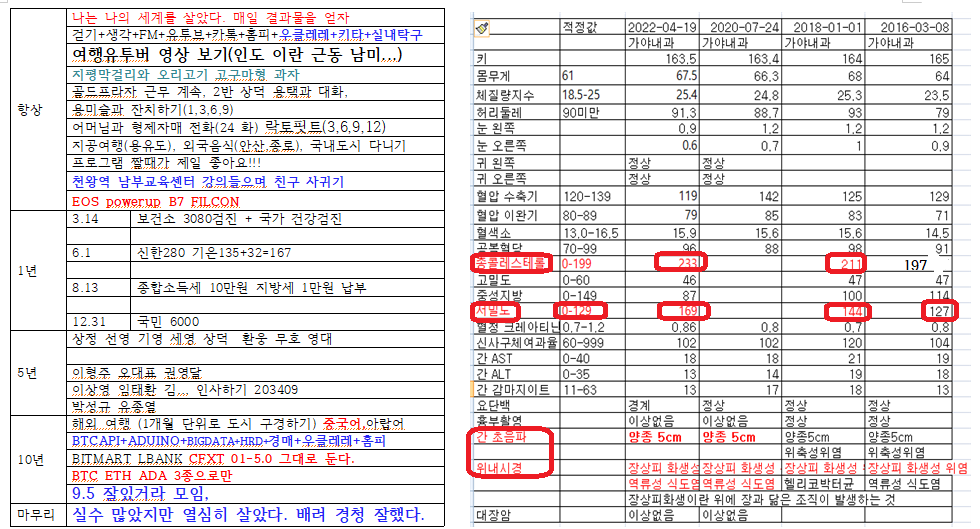 나는 나의 세계를 살았다. 매일 결과물을 얻자
걷기+생각+FM+유튜브+카톡+홈피+우클레레+키타+실내탁구
여행유투버 영상 보기(인도 이란 근동 남미,,,)
항상
지평막걸리와 오리고기 고구마형 과자
골드프라자 근무 계속, 2반 상덕 용택과 대화,
용미술과 잔치하기(1,3,6,9)
어머님과 형제자매 전화(24 화) 락토핏트(3,6,9,12)
지공여행(용유도), 외국음식(안산,종로), 국내도시 다니기
프로그램 짤때가 제일 좋아요!!!
천왕역 남부교육센터 강의들으며 친구 사귀기
EOS powerup B7 FILCON
1년
3.14 보건소 3080검진 + 국가 건강검진
6.1 신한280 기은135+32=167
8.13 종합소득세 10만원 지방세 1만원 납부
12.31 국민 6000
5년
상정 선영 기영 세영 상덕 환웅 무호 영대
이형주 오대표 권영달
이상영 임태환 김,,, 인사하기 203409
박성규 유종열
10년
해외 여행 (1개월 단위로 도시 구경하기) 중국어,아랍어
BTCAPI+ADUINO+BIGDATA+HRD+경매+우클레레+홈피
BITMART LBANK CFXT 01-5.0 그대로 둔다.
BTC ETH ADA 3종으로만
9.5 잘있거라 모임,
마무리 실수 많았지만 열심히 살았다. 배려 경청 잘했다.
적정값 2022-04-19 2020-07-24 2018-01-01 2016-03-08
가야내과 가야내과 가야내과
키 163.5 163.4 164 165
몸무게 61 67.5 66.3 68 64
체질량지수 18.5-25 25.4 24.8 25.3 23.5
허리둘레 90미만 91.3 88.7 93 79
눈 왼쪽 0.9 1.2 1.2 1.2
눈 오른쪽 0.6 0.7 1 0.9
귀 왼쪽 정상 정상
귀 오른쪽 정상 정상
혈압 수축기 120-139 119 142 125 129
혈압 이완기 80-89 79 85 83 71
혈색소 13.0-16.5 15.9 15.6 15.6 14.5
공복혈당 70-99 96 88 98 91
총콜레스테롤 0-199 233 211 197
고밀도 0-60 46 47 47
중성지방 0-149 87 100 114
저밀도 0-129 169 144 127
혈청 크레아티닌 0.7-1.2 0.86 0.8 0.7 0.8
신사구체여과율 60-999 102 102 120 104
간 AST 0-40 18 18 21 19
간 ALT 0-35 13 14 19 18
간 감마지이트 11-63 13 17 18 13
요단백 경계 정상 정상 정상
흉부촬영 이상없음 이상없음 정상 정상
간 초음파 양종 5cm 양종 5cm 양종5cm 양종5cm
위축성위염 위축성위염
위내시경 장상피 화생성 장상피 화생성 장상피 화생성 장상피 화생성 위염
역류성 식도염 역류성 식도염 헬리코박터균 역류성 식도염
장상피화생이란 위에 장과 닮은 조직이 발생하는 것
대장암 이상없음 이상없음